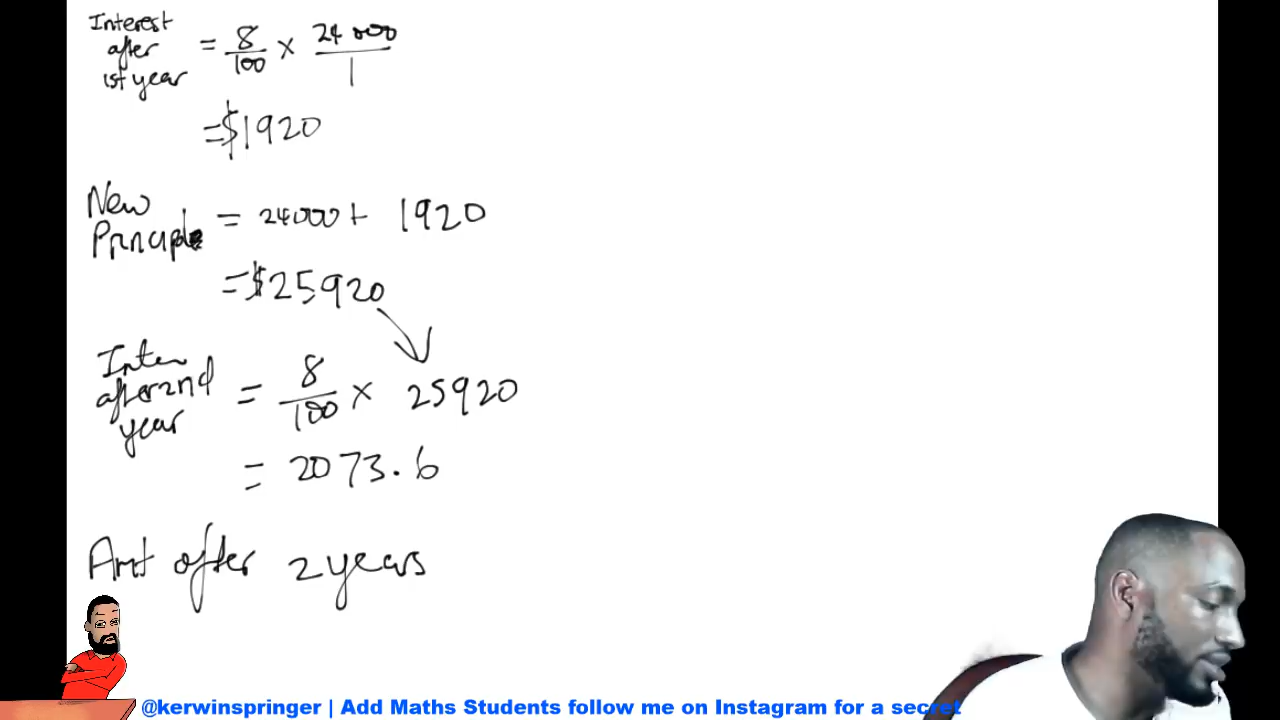 Interest
after
1st year
= 8/100 × 24000/1
= $1920
New
Principle
= 24000 + 1920
= $25920
Inter
after 2nd
year
= 8/100 × 25920
= 2073.6
Amt after 2 years
@kerwinspringer | Add Maths Students follow me on Instagram for a secret